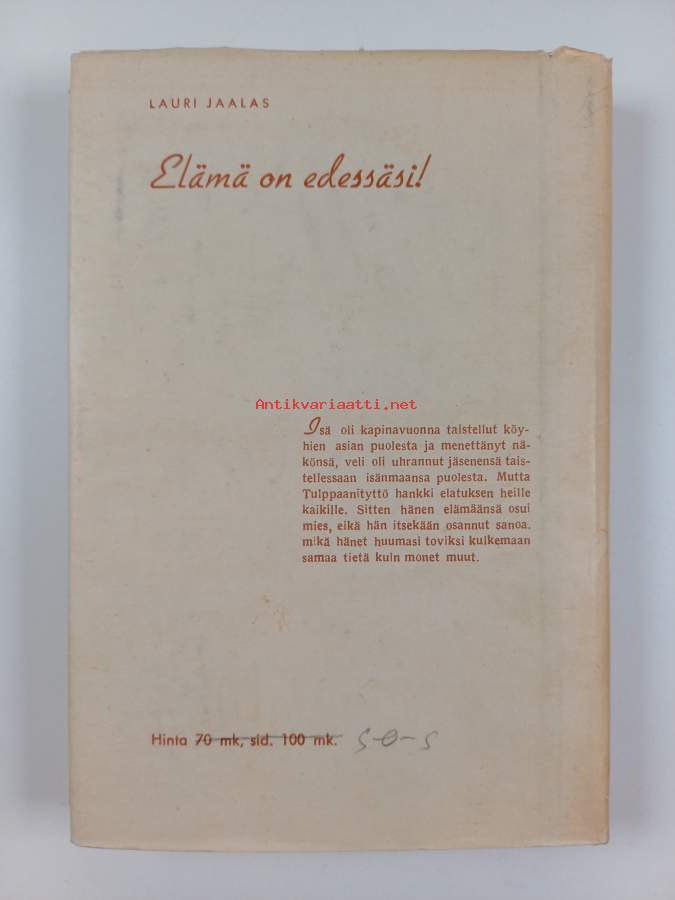 LAURI JAALAS
Elämä on edessäsi!
Antikvariaatti.net
Isä oli kapinavuonna taistellut köy-
hien asian puolesta ja menettänyt nä-
könsä, veli oli uhrannut jäsenensä tais-
tellessaan isänmaansa puolesta. Mutta
Tulppaanityttö hankki elatuksen heille
kaikille. Sitten hänen elämäänsä osui
mies, eikä hän itsekään osannut sanoa.
mikä hänet huumasi toviksi kulkemaan
samaa tietä kuin monet muut.
Hinta 70 mk, sid. 100 mk.